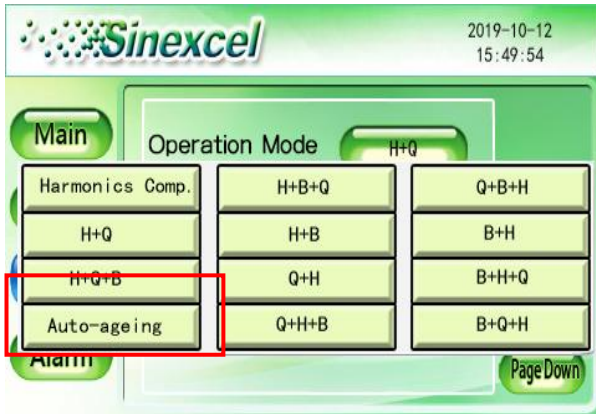 Sinexcel
2019-10-12
15:49:54
Main
Operation Mode
H+Q
Harmonics Comp.
H+B+Q
Q+B+H
H+Q
H+B
B+H
H+Q+B
Q+H
B+H+Q
Auto-ageing
Q+H+B
B+Q+H
Alarm
Page Down